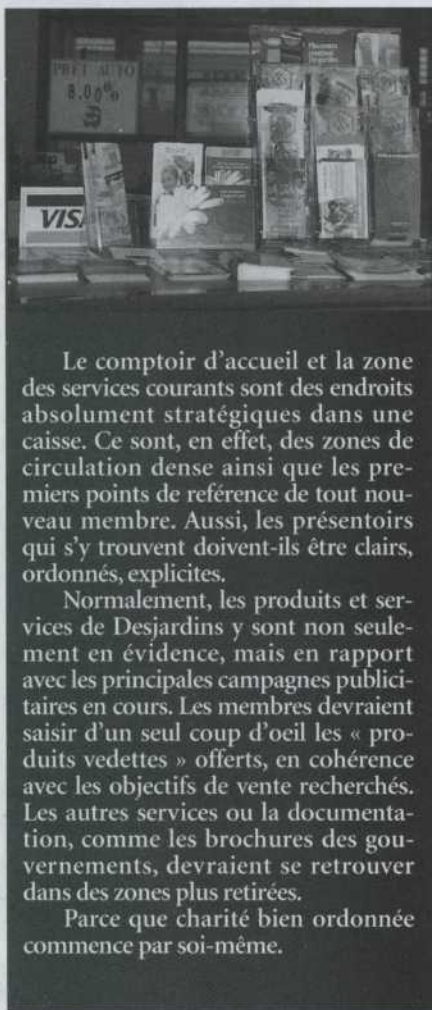 PRÊT AUTO
8.00%
VISA
Le comptoir d'accueil et la zone
des services courants sont des endroits
absolument stratégiques dans une
caisse. Ce sont, en effet, des zones de
circulation dense ainsi que les pre-
miers points de reférence de tout nou-
veau membre. Aussi, les présentoirs
qui s'y trouvent doivent-ils être clairs,
ordonnés, explicites.
Normalement, les produits et ser-
vices de Desjardins y sont non seule-
ment en évidence, mais en rapport
avec les principales campagnes publici-
taires en cours. Les membres devraient
saisir d'un seul coup d'oeil les « pro-
duits vedettes » offerts, en cohérence
avec les objectifs de vente recherchés.
Les autres services ou la documenta-
tion, comme les brochures des gou-
vernements, devraient se retrouver
dans des zones plus retirées.
Parce que charité bien ordonnée
commence par soi-même.